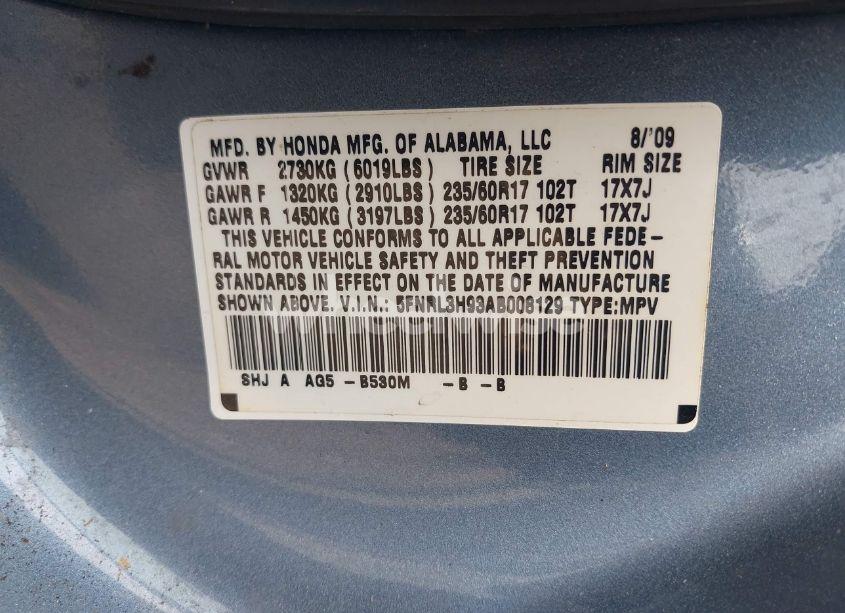 MFD. BY HONDA MFG. OF ALABAMA, LLC 8/'09
GVWR 2730KG (6019LBS) TIRE SIZE RIM SIZE
GAWR F 1320KG (2910LBS) 235/60R17 102T 17X7J
GAWR R 1450KG (3197LBS) 235/60R17 102T 17X7J
THIS VEHICLE CONFORMS TO ALL APPLICABLE FEDE-
RAL MOTOR VEHICLE SAFETY AND THEFT PREVENTION
STANDARDS IN EFFECT ON THE DATE OF MANUFACTURE
SHOWN ABOVE. V.I.N.: 5FNRL3H93AB008129 TYPE:MPV
SHJ A AG5 -B530M -B -B